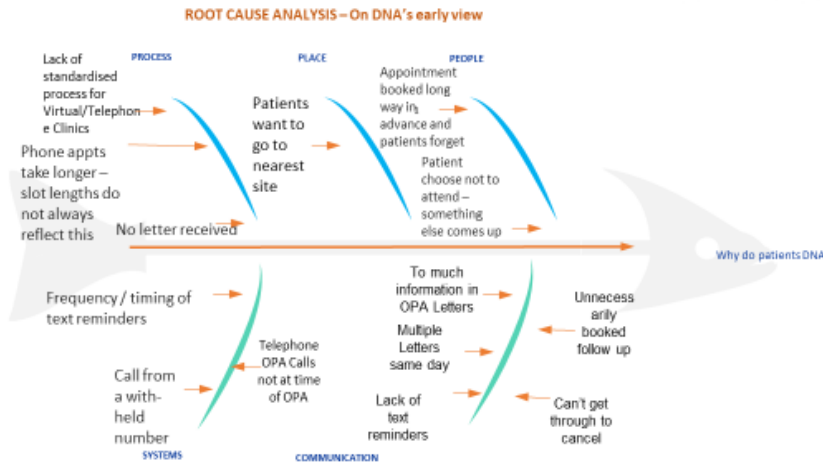 ROOT CAUSE ANALYSIS – On DNA's early view
PROCESS
PLACE
PEOPLE
Lack of
standardised
process for
Virtual/Telephon
e Clinics
Phone appts
take longer –
slot lengths do
not always
reflect this
No letter received
Patients
want to
go to
nearest
site
Appointment
booked long
way in,
advance and
patients forget
Patient
choose not to
attend –
something
else comes up
Why do patients DNA
Frequency / timing of
text reminders
Call from
a with-
held
number
Telephone
OPA Calls
not at time
of OPA
To much
information in
OPA Letters
Multiple
Letters
same day
Lack of
text
reminders
Unnecess
arily
booked
follow up
Can't get
through to
cancel
SYSTEMS
COMMUNICATION